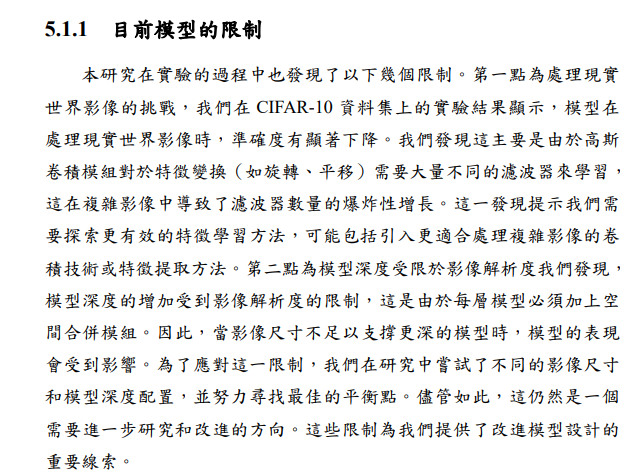 5.1.1 目前模型的限制
本研究在實驗的過程中也發現了以下幾個限制。第一點為處理現實
世界影像的挑戰，我們在 CIFAR-10 資料集上的實驗結果顯示，模型在
處理現實世界影像時，準確度有顯著下降。我們發現這主要是由於高斯
卷積模組對於特徵變換（如旋轉、平移）需要大量不同的濾波器來學習，
這在複雜影像中導致了濾波器數量的爆炸性增長。這一發現提示我們需
要探索更有效的特徵學習方法，可能包括引入更適合處理複雜影像的卷
積技術或特徵提取方法。第二點為模型深度受限於影像解析度我們發現，
模型深度的增加受到影像解析度的限制，這是由於每層模型必須加上空
間合併模組。因此，當影像尺寸不足以支撐更深的模型時，模型的表現
會受到影響。為了應對這一限制，我們在研究中嘗試了不同的影像尺寸
和模型深度配置，並努力尋找最佳的平衡點。儘管如此，這仍然是一個
需要進一步研究和改進的方向。這些限制為我們提供了改進模型設計的
重要線索。